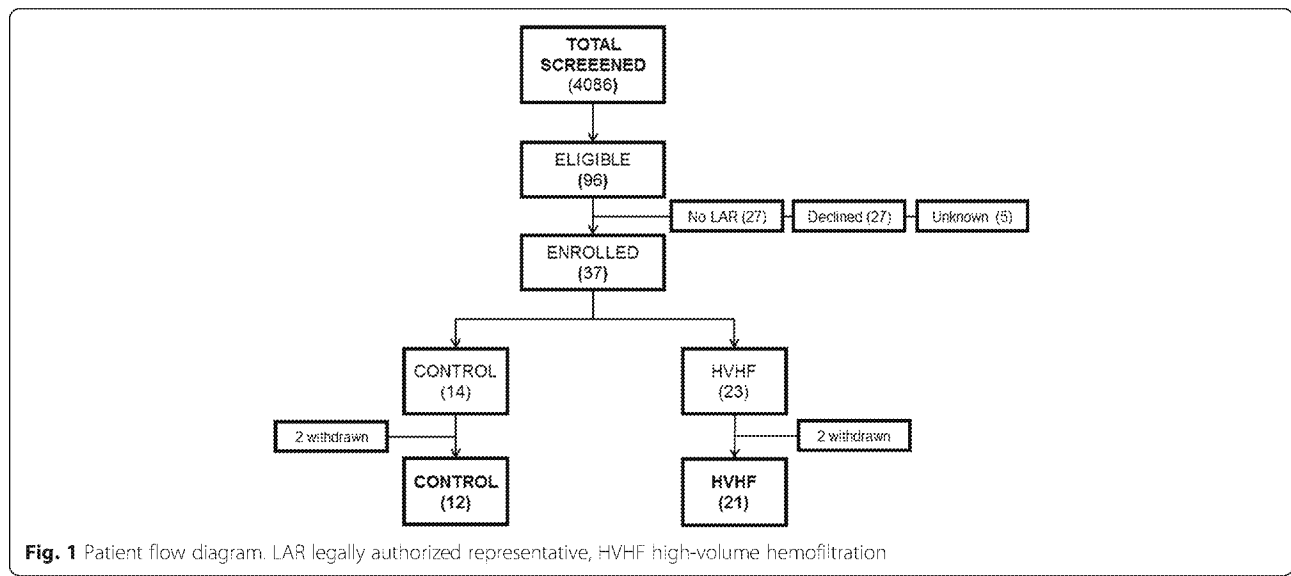 TOTAL
SCREEENED
(4086)
ELIGIBLE
(96)
No LAR (27)
Declined (27)
Unknown (5)
ENROLLED
(37)
CONTROL
(14)
HVHF
(23)
2 withdrawn
2 withdrawn
CONTROL
(12)
HVHF
(21)
Fig. 1 Patient flow diagram. LAR legally authorized representative, HVHF high-volume hemofiltration